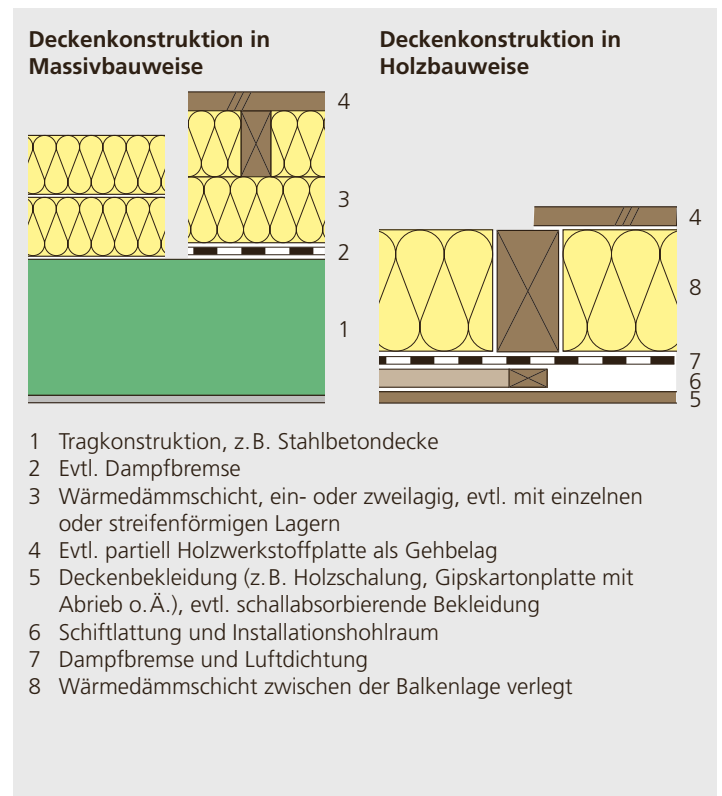 Deckenkonstruktion in
Massivbauweise
4
3
2
1
Deckenkonstruktion in
Holzbauweise
4
8
7
6
5
1 Tragkonstruktion, z.B. Stahlbetondecke
2 Evtl. Dampfbremse
3 Wärmedämmschicht, ein- oder zweilagig, evtl. mit einzelnen
oder streifenförmigen Lagern
4 Evtl. partiell Holzwerkstoffplatte als Gehbelag
5 Deckenbekleidung (z.B. Holzschalung, Gipskartonplatte mit
Abrieb o.Ä.), evtl. schallabsorbierende Bekleidung
6 Schiftlattung und Installationshohlraum
7 Dampfbremse und Luftdichtung
8 Wärmedämmschicht zwischen der Balkenlage verlegt